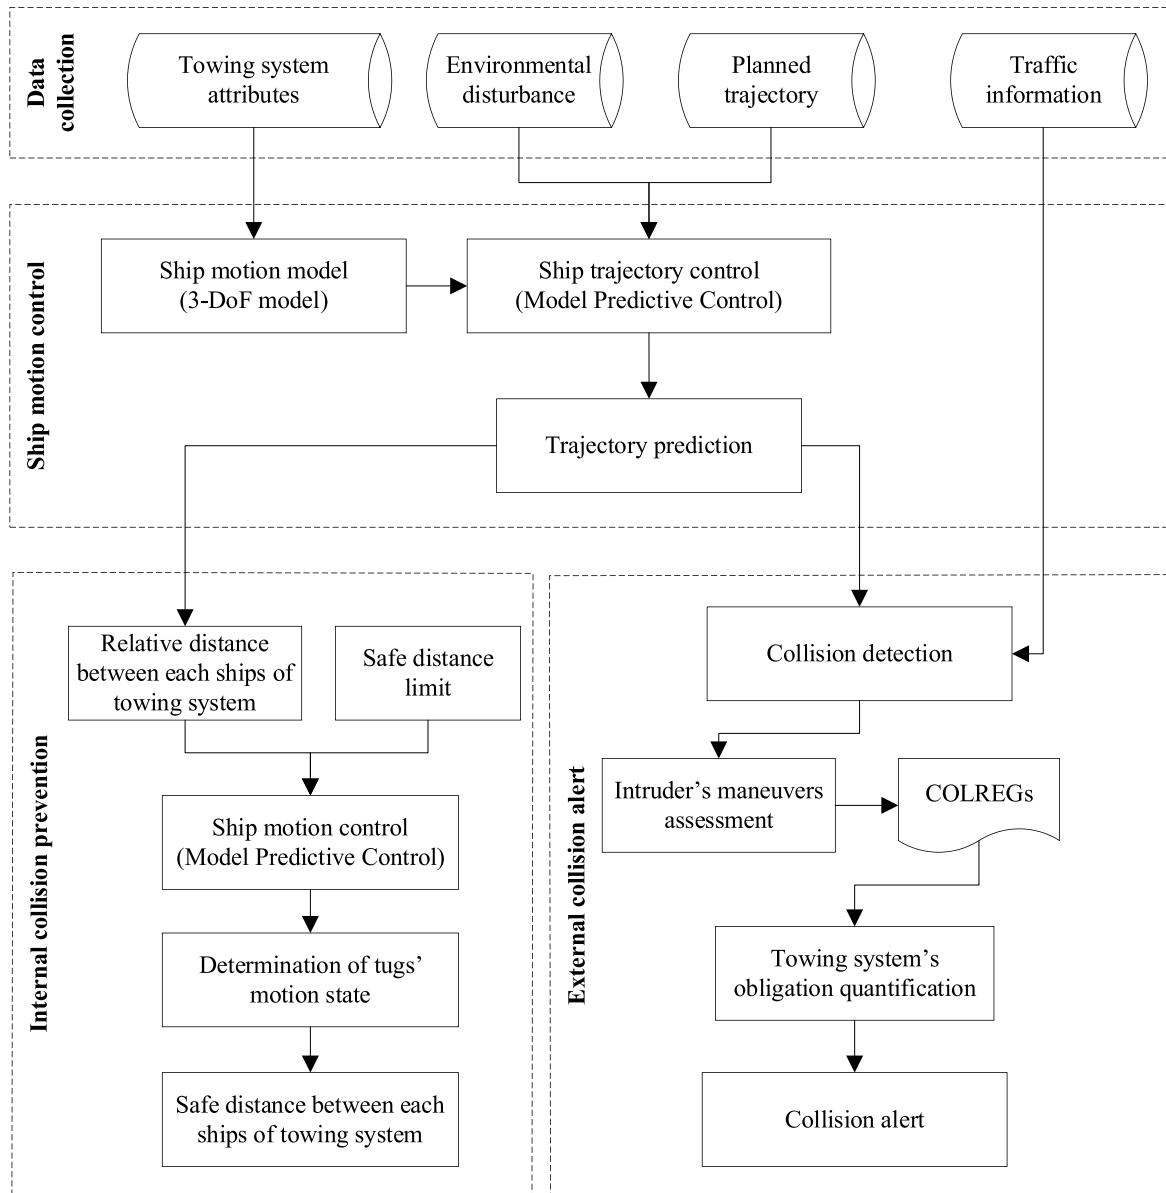 Data
collection
Towing system
attributes
Environmental
disturbance
Planned
trajectory
Traffic
information
Ship motion control
Ship motion model
(3-DoF model)
Ship trajectory control
(Model Predictive Control)
Trajectory prediction
Internal collision prevention
Relative distance
between each ships of
towing system
Safe distance
limit
Ship motion control
(Model Predictive Control)
Determination of tugs’
motion state
Safe distance between each
ships of towing system
External collision alert
Collision detection
Intruder’s maneuvers
assessment
COLREGs
Towing system’s
obligation quantification
Collision alert